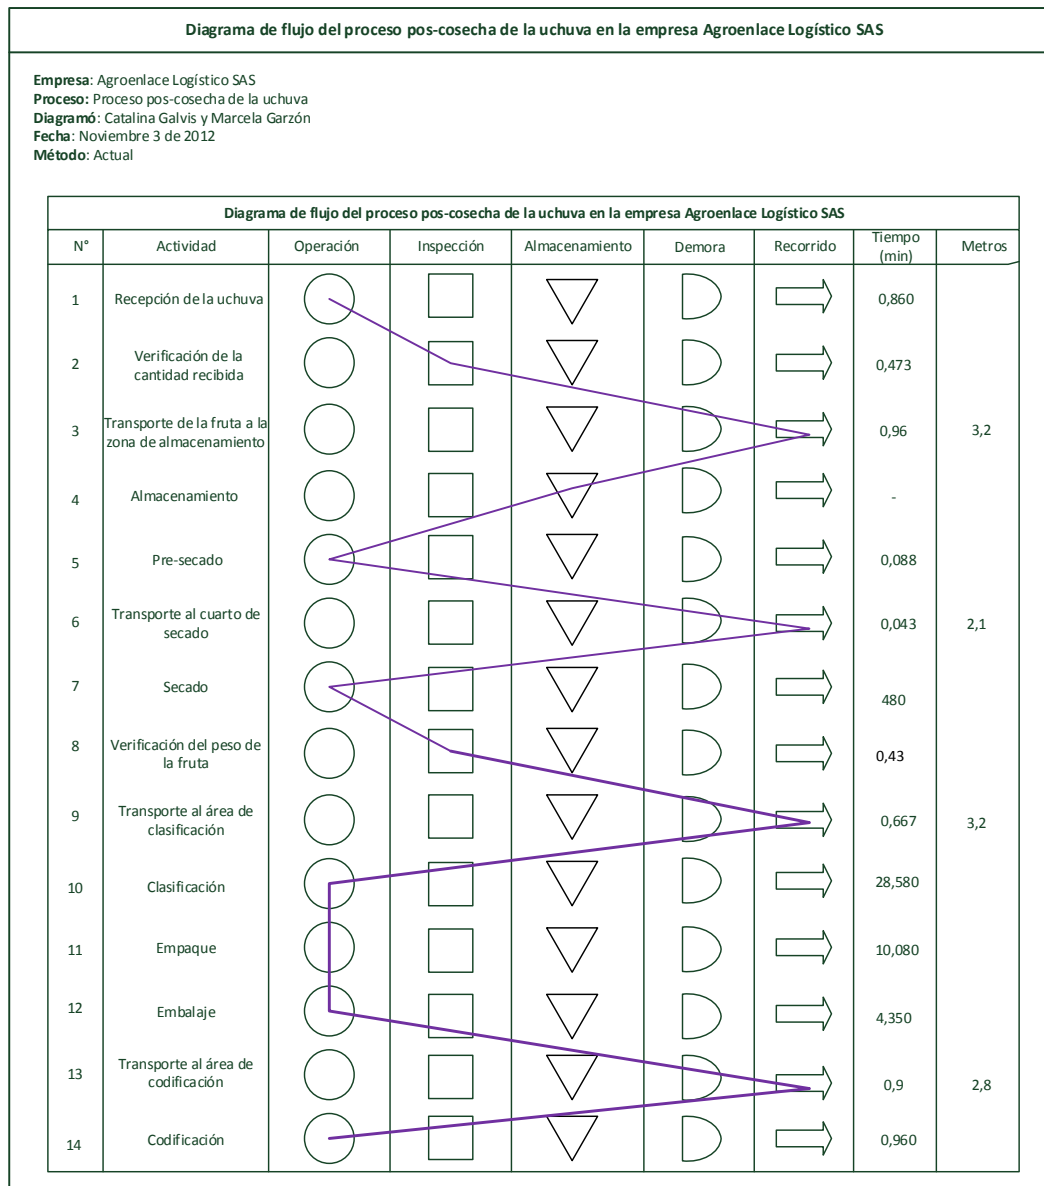 Diagrama de flujo del proceso pos-cosecha de la uchuva en la empresa Agroenlace Logístico SAS
Empresa: Agroenlace Logístico SAS
Proceso: Proceso pos-cosecha de la uchuva
Diagramó: Catalina Galvis y Marcela Garzón
Fecha: Noviembre 3 de 2012
Método: Actual
Diagrama de flujo del proceso pos-cosecha de la uchuva en la empresa Agroenlace Logístico SAS
N° Actividad Operación Inspección Almacenamiento Demora Recorrido Tiempo (min) Metros
1 Recepción de la uchuva 0,860
2 Verificación de la cantidad recibida 0,473
3 Transporte de la fruta a la zona de almacenamiento 0,96 3,2
4 Almacenamiento -
5 Pre-secado 0,088
6 Transporte al cuarto de secado 0,043 2,1
7 Secado 480
8 Verificación del peso de la fruta 0,43
9 Transporte al área de clasificación 0,667 3,2
10 Clasificación 28,580
11 Empaque 10,080
12 Embalaje 4,350
13 Transporte al área de codificación 0,9 2,8
14 Codificación 0,960